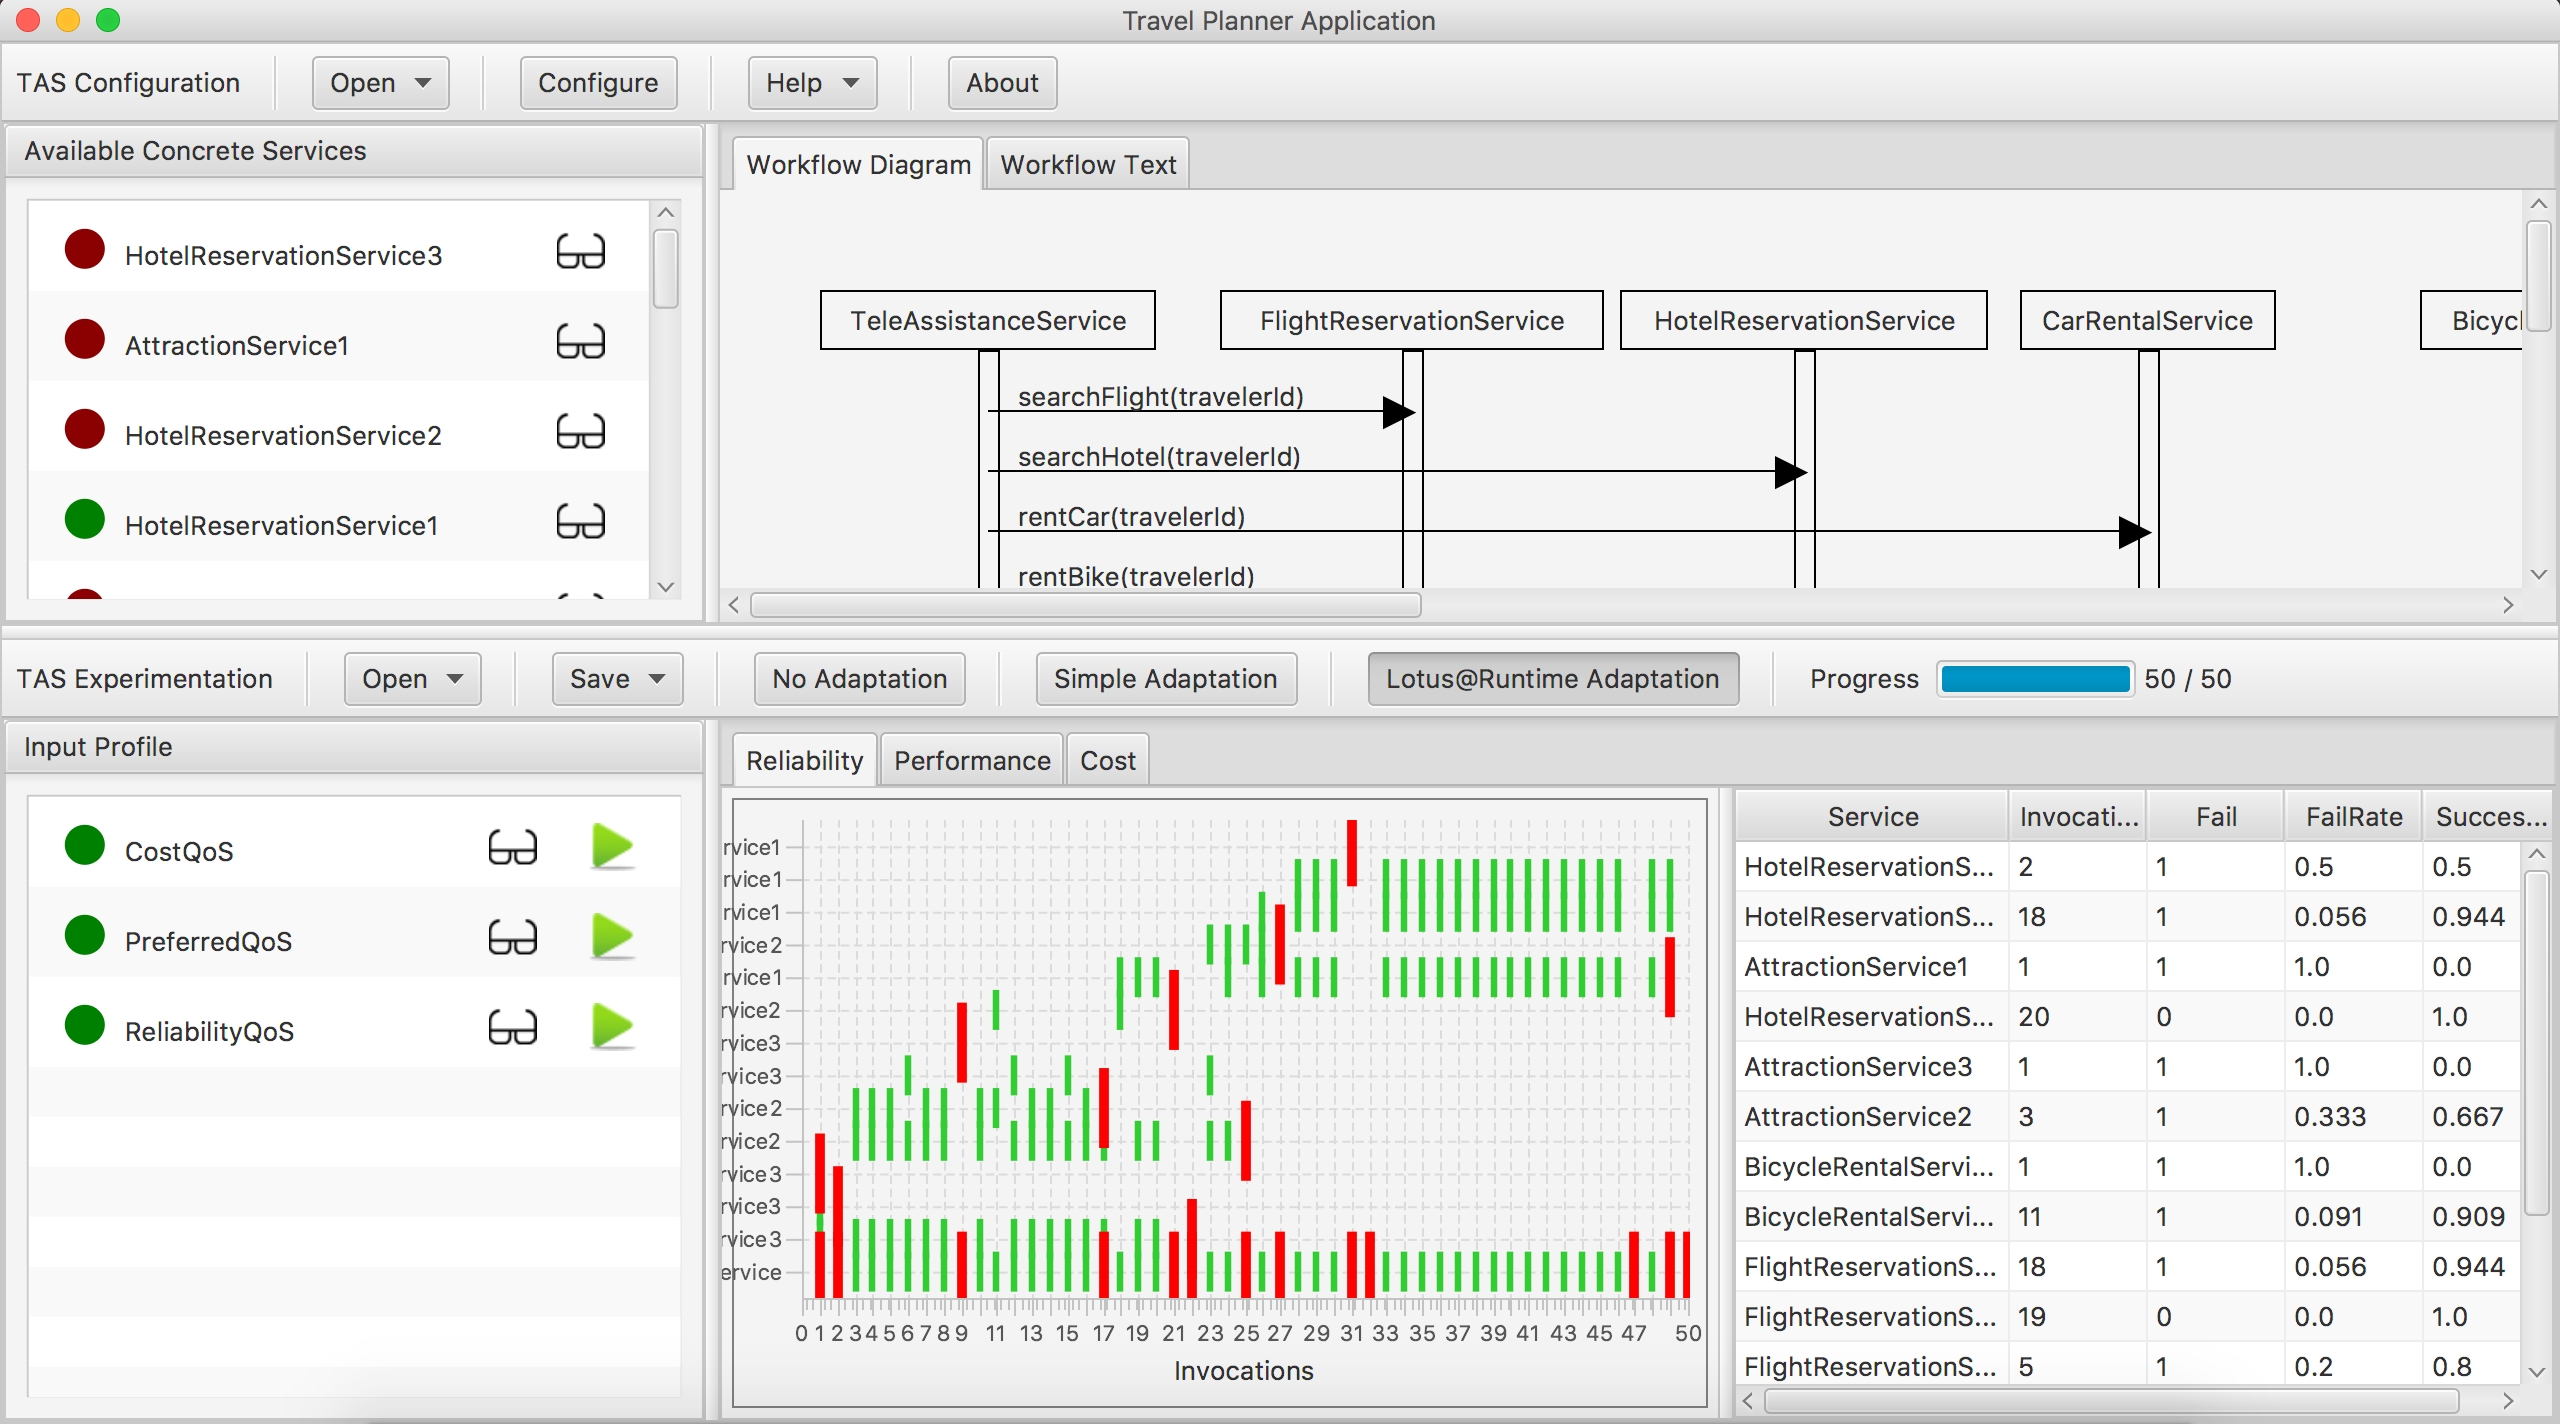 Travel Planner Application
TAS Configuration Open Configure Help About
Available Concrete Services
HotelReservationService3
AttractionService1
HotelReservationService2
HotelReservationService1
Workflow Diagram Workflow Text
TeleAssistanceService FlightReservationService HotelReservationService CarRentalService Bicycl
searchFlight(travelerId)
searchHotel(travelerId)
rentCar(travelerId)
rentBike(travelerId)
TAS Experimentation Open Save No Adaptation Simple Adaptation Lotus@Runtime Adaptation Progress 50 / 50
Input Profile
CostQoS
PreferredQoS
ReliabilityQoS
Reliability Performance Cost
rvice1
rvice1
rvice1
rvice2
rvice1
rvice2
rvice3
rvice3
rvice2
rvice2
rvice3
rvice3
rvice3
ervice
0 1 2 3 4 5 6 7 8 9 11 13 15 17 19 21 23 25 27 29 31 33 35 37 39 41 43 45 47 50
Invocations
Service Invocati... Fail FailRate Succes...
HotelReservationS... 2 1 0.5 0.5
HotelReservationS... 18 1 0.056 0.944
AttractionService1 1 1 1.0 0.0
HotelReservationS... 20 0 0.0 1.0
AttractionService3 1 1 1.0 0.0
AttractionService2 3 1 0.333 0.667
BicycleRentalServi... 1 1 1.0 0.0
BicycleRentalServi... 11 1 0.091 0.909
FlightReservationS... 18 1 0.056 0.944
FlightReservationS... 19 0 0.0 1.0
FlightReservationS... 5 1 0.2 0.8